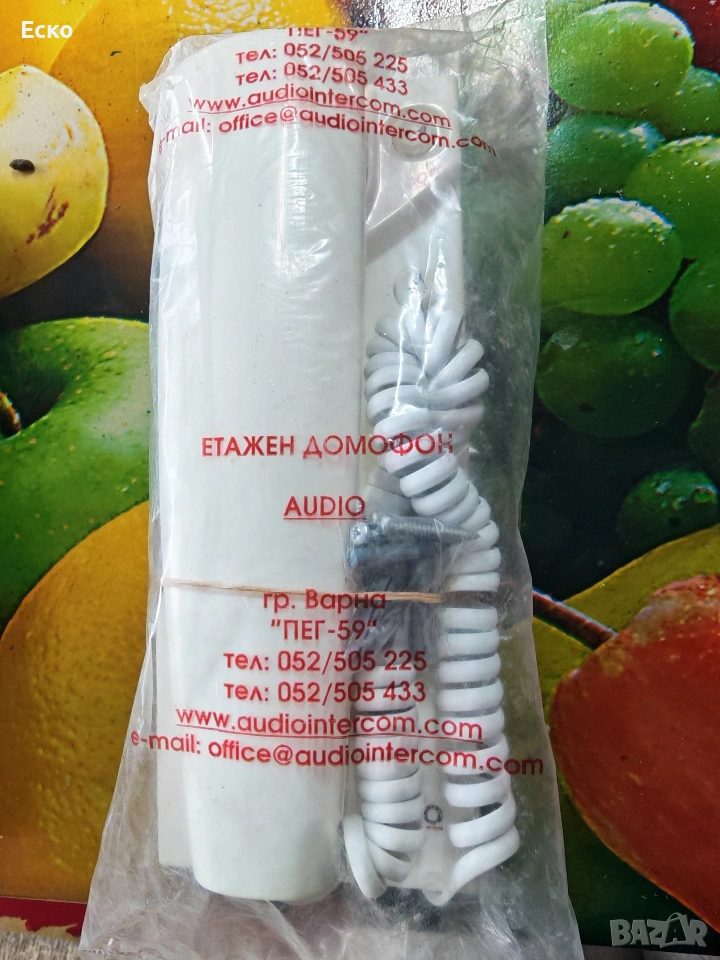 Ecko
"ПЕГ-59"
тел: 052/505 225
тел: 052/505 433
www.audiointercom.com
e-mail: office@audiointercom.com
ЕТАЖЕН ДОМОФОН
AUDIO
гр. Варна
"ПЕГ-59"
тел: 052/505 225
тел: 052/505 433
www.audiointercom.com
e-mail: office@audiointercom.com
BAZAR